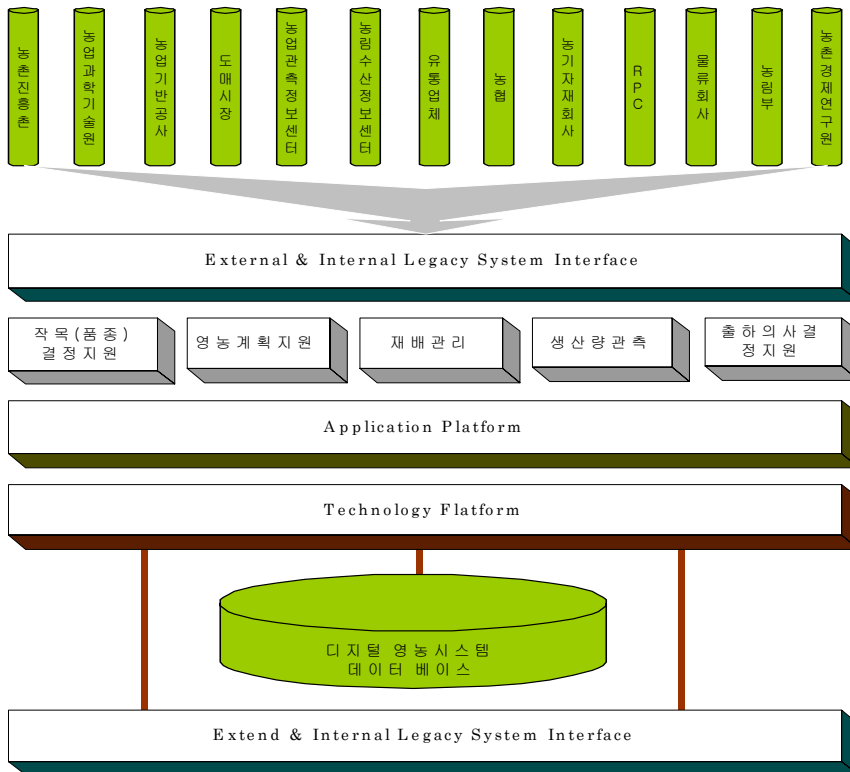 농촌진흥촌
농업과학기술원
농업기반공사
도매시장
농업관측정보센터
농림수산정보센터
유통업체
농협
농기자재회사
RPC
물류회사
농림부
농촌경제연구원
External & Internal Legacy System Interface
작목(품종)
결정지원
영농계획지원
재배관리
생산량관측
출하의사결
정지원
Application Platform
Technology Flatform
디지털 영농시스템
데이터 베이스
Extend & Internal Legacy System Interface